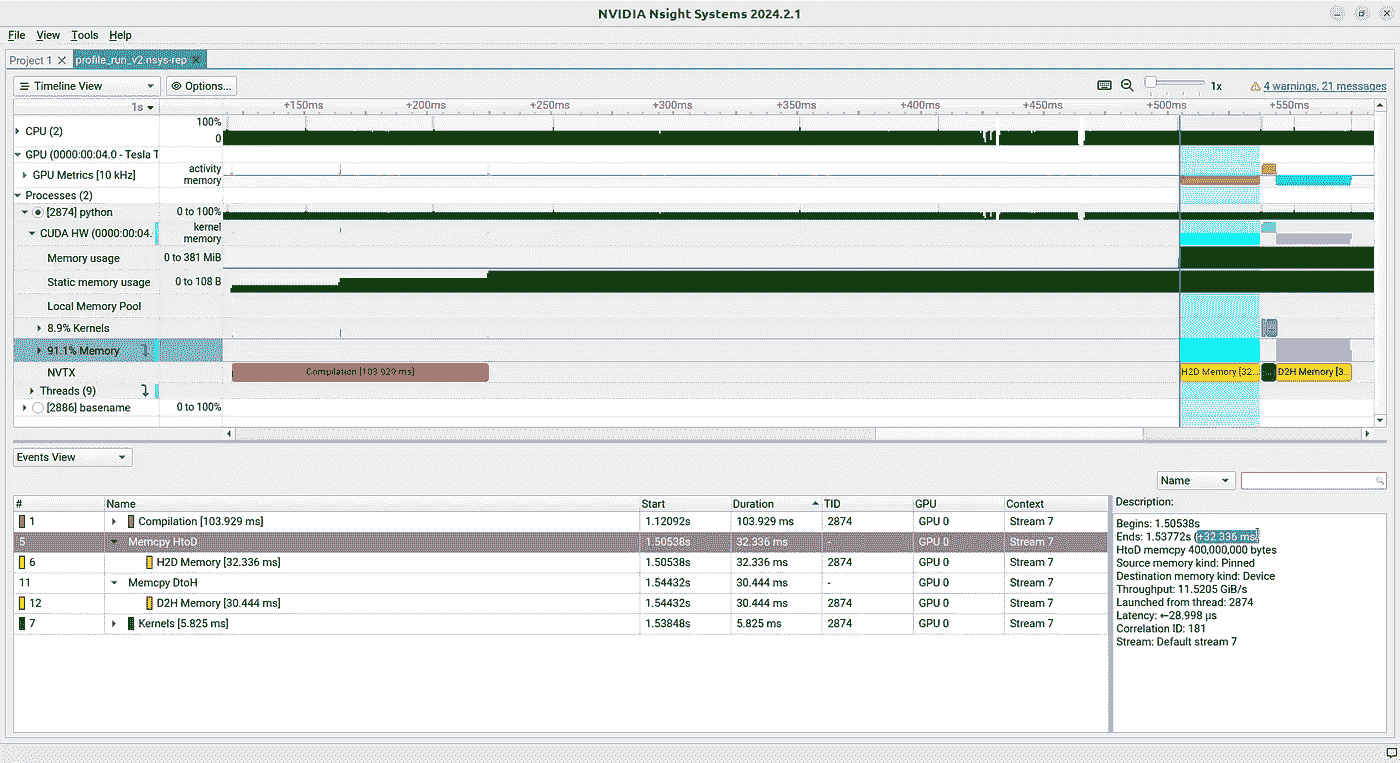 NVIDIA Nsight Systems 2024.2.1
File View Tools Help
Project 1 profile_run_v2.nsys-rep
Timeline View Options... 1x 4 warnings, 21 messages
1s +150ms +200ms +250ms +300ms +350ms +400ms +450ms +500ms +550ms
CPU (2) 100% 0
GPU (0000:00:04.0 - Tesla T
GPU Metrics [10 kHz] activity memory
Processes (2)
[2874] python 0 to 100%
CUDA HW (0000:00:04. kernel memory
Memory usage 0 to 381 MiB
Static memory usage 0 to 108 B
Local Memory Pool
8.9% Kernels
91.1% Memory
NVTX Compilation [103.929 ms] H2D Memory [32... ... D2H Memory [3...
Threads (9)
[2886] basename 0 to 100%
Events View
Name
# Name Start Duration TID GPU Context
1 Compilation [103.929 ms] 1.12092s 103.929 ms 2874 GPU 0 Stream 7
5 Memcpy HtoD 1.50538s 32.336 ms - GPU 0 Stream 7
6 H2D Memory [32.336 ms] 1.50538s 32.336 ms 2874 GPU 0 Stream 7
11 Memcpy DtoH 1.54432s 30.444 ms - GPU 0 Stream 7
12 D2H Memory [30.444 ms] 1.54432s 30.444 ms 2874 GPU 0 Stream 7
7 Kernels [5.825 ms] 1.53848s 5.825 ms 2874 GPU 0 Stream 7
Description:
Begins: 1.50538s
Ends: 1.53772s (+32.336 ms)
HtoD memcpy 400,000,000 bytes
Source memory kind: Pinned
Destination memory kind: Device
Throughput: 11.5205 GiB/s
Launched from thread: 2874
Latency: ←28.998 μs
Correlation ID: 181
Stream: Default stream 7